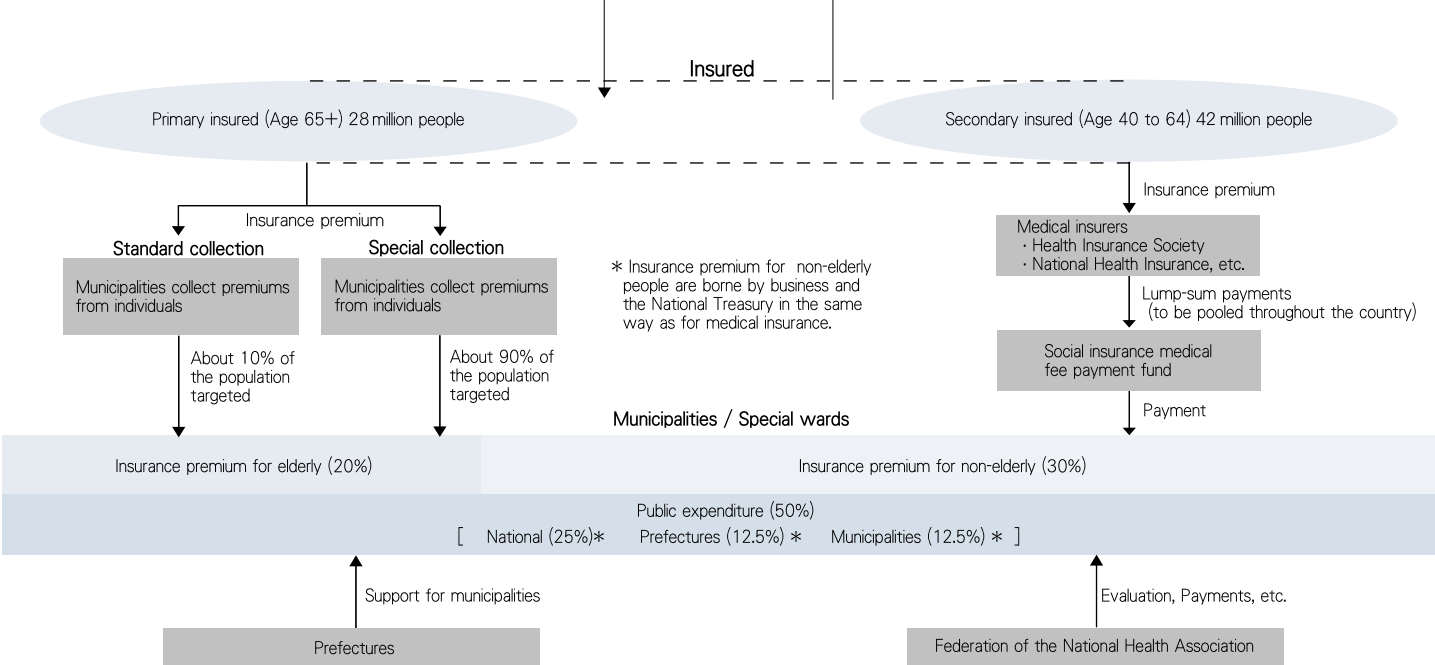 Insured
Primary insured (Age 65+) 28 million people
Secondary insured (Age 40 to 64) 42 million people
Insurance premium
Standard collection
Municipalities collect premiums
from individuals
About 10% of
the population
targeted
Special collection
Municipalities collect premiums
from individuals
About 90% of
the population
targeted
* Insurance premium for non-elderly
people are borne by business and
the National Treasury in the same
way as for medical insurance.
Insurance premium
Medical insurers
・Health Insurance Society
・National Health Insurance, etc.
Lump-sum payments
(to be pooled throughout the country)
Social insurance medical
fee payment fund
Payment
Municipalities / Special wards
Insurance premium for elderly (20%)
Insurance premium for non-elderly (30%)
Public expenditure (50%)
[ National (25%)* Prefectures (12.5%) * Municipalities (12.5%) * ]
Support for municipalities
Prefectures
Evaluation, Payments, etc.
Federation of the National Health Association